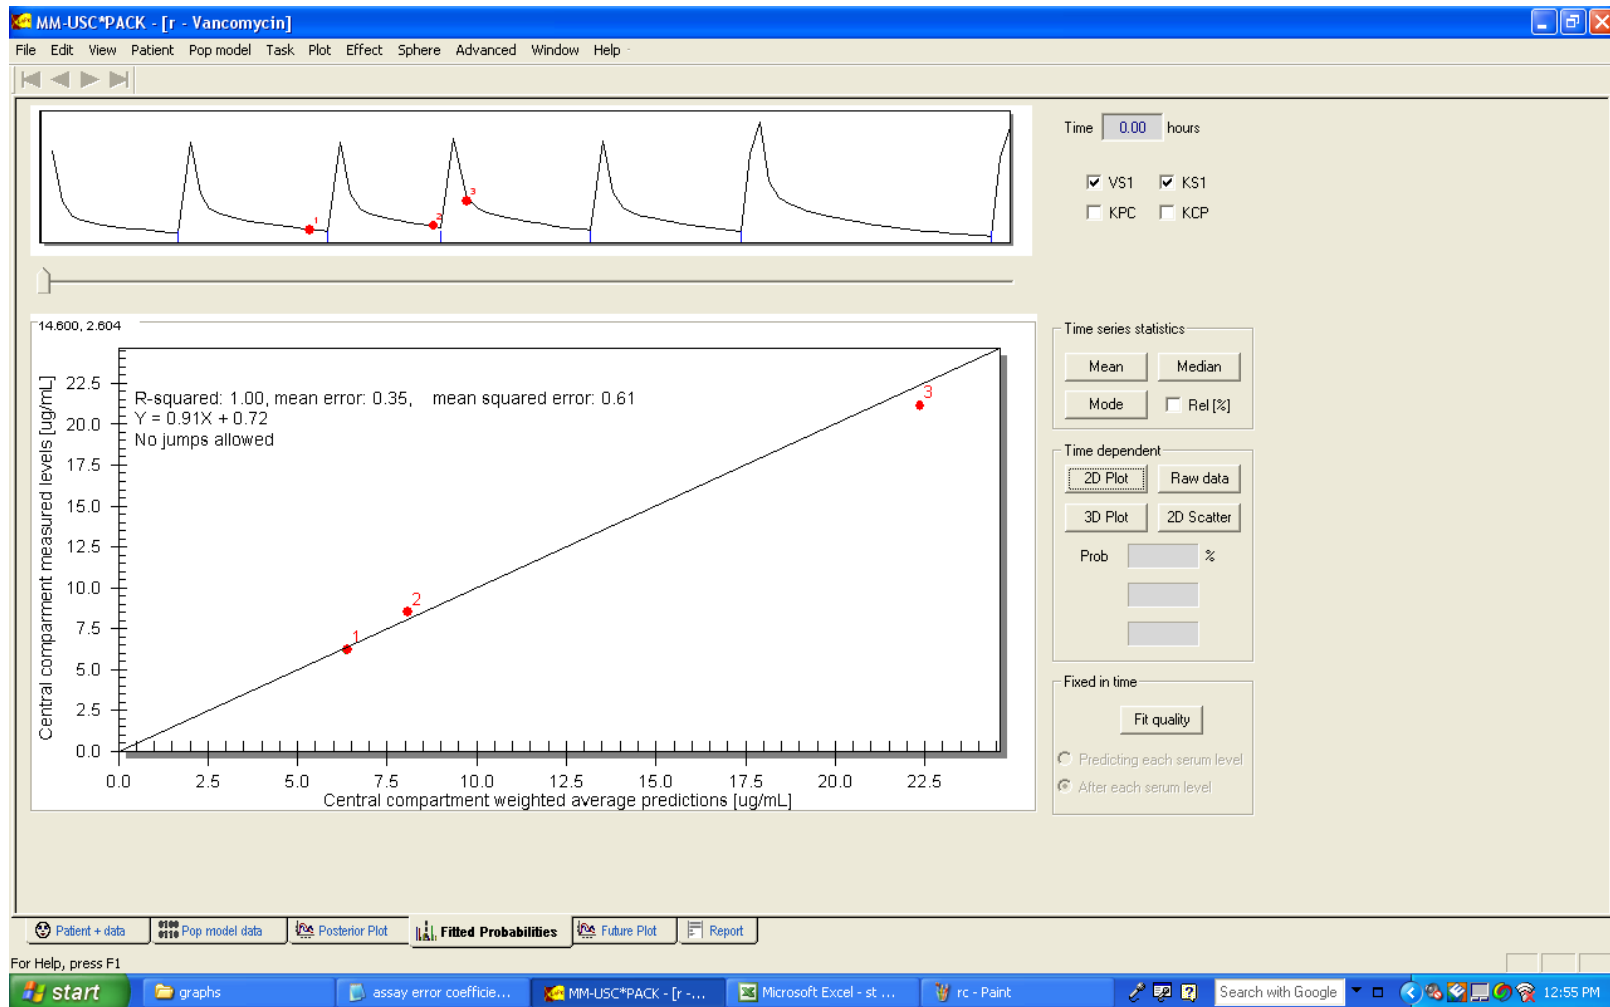 MM-USC*PACK - [r - Vancomycin]
File Edit View Patient Pop model Task Plot Effect Sphere Advanced Window Help
1
2
3
Time 0.00 hours
VS1 KS1
KPC KCP
14.600, 2.604
Central comparment measured levels [ug/mL]
22.5
20.0
17.5
15.0
12.5
10.0
7.5
5.0
2.5
0.0
R-squared: 1.00, mean error: 0.35, mean squared error: 0.61
Y = 0.91X + 0.72
No jumps allowed
1
2
3
0.0 2.5 5.0 7.5 10.0 12.5 15.0 17.5 20.0 22.5
Central compartment weighted average predictions [ug/mL]
Time series statistics
Mean Median
Mode Rel [%]
Time dependent
2D Plot Raw data
3D Plot 2D Scatter
Prob %
Fixed in time
Fit quality
Predicting each serum level
After each serum level
Patient + data Pop model data Posterior Plot Fitted Probabilities Future Plot Report
For Help, press F1
start graphs assay error coefficie... MM-USC*PACK - [r -... Microsoft Excel - st ... rc - Paint Search with Google 12:55 PM